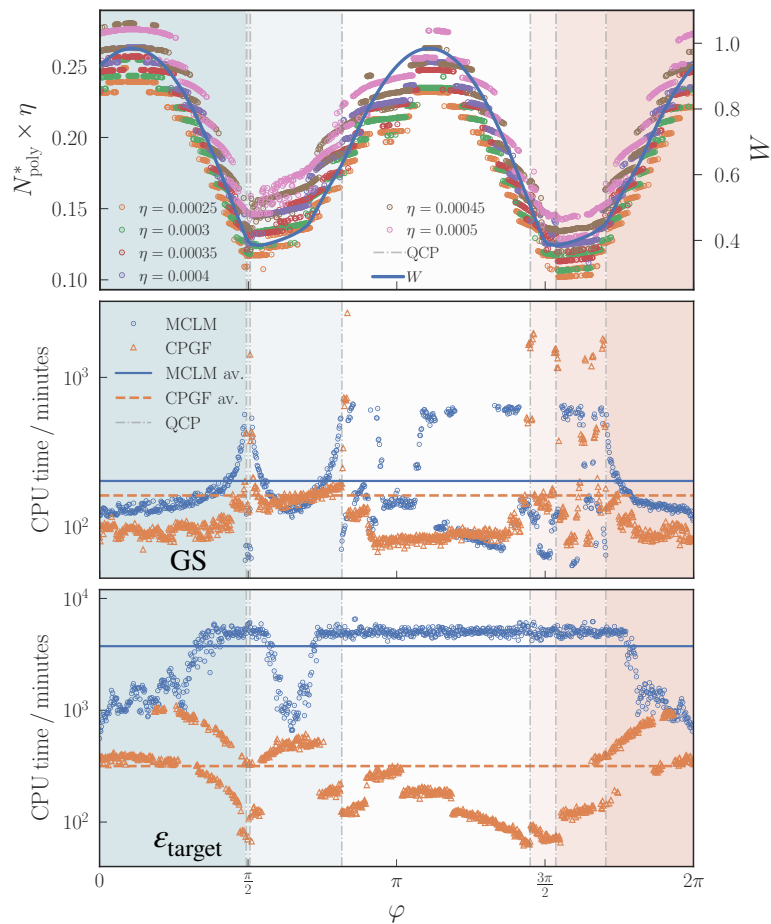 N*poly × η
0.25
0.20
0.15
0.10
1.0
0.8
0.6
0.4
W
η = 0.00025
η = 0.0003
η = 0.00035
η = 0.0004
η = 0.00045
η = 0.0005
QCP
W
CPU time / minutes
10³
10²
MCLM
CPGF
MCLM av.
CPGF av.
QCP
GS
CPU time / minutes
10⁴
10³
10²
εtarget
0
π/2
π
3π/2
2π
φ